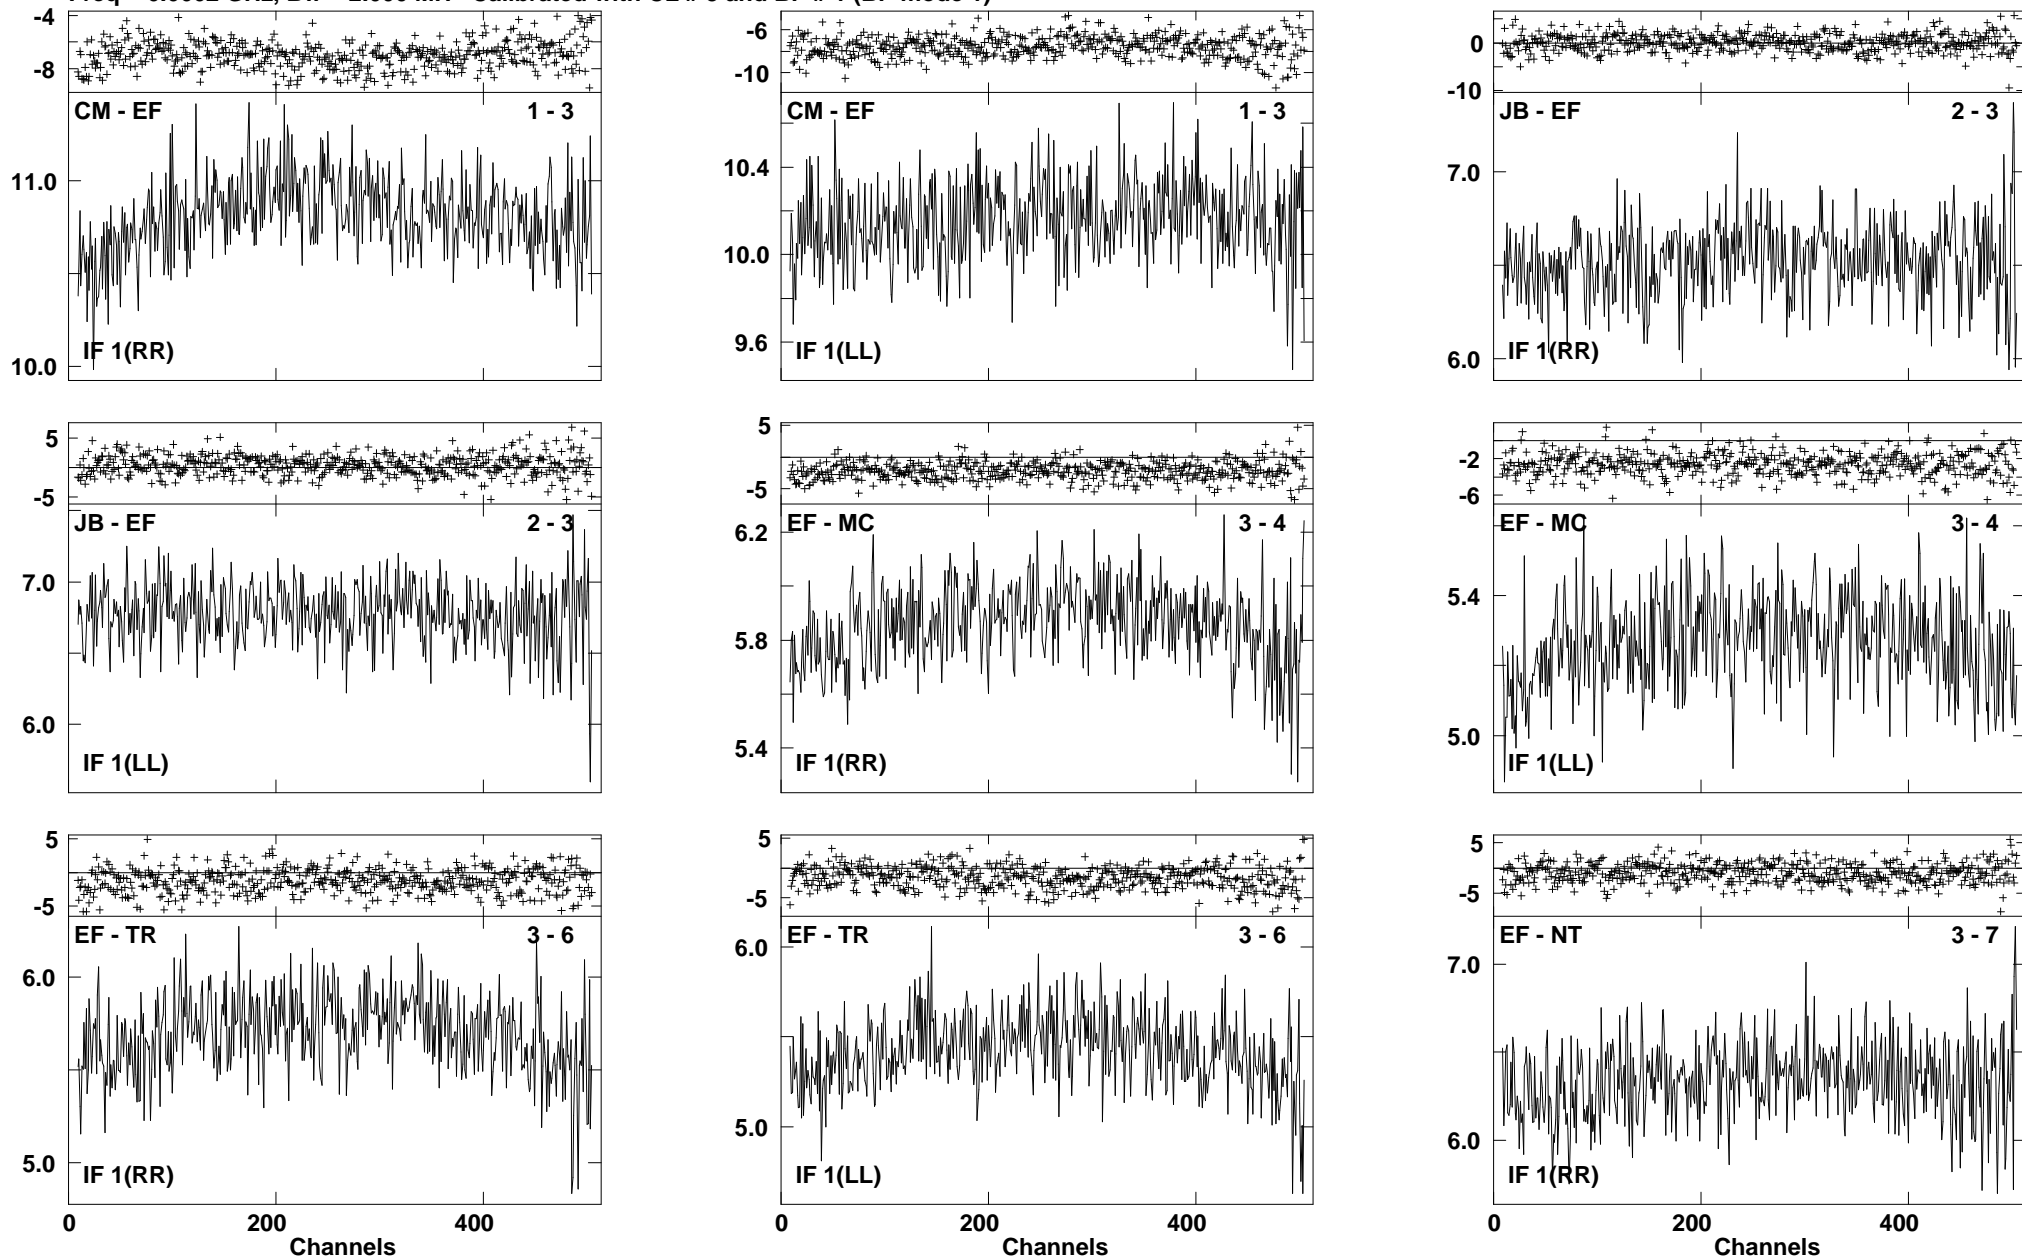 -4
-8
CM - EF 1 - 3
11.0
10.0
IF 1(RR)
-6
-10
CM - EF 1 - 3
10.4
10.0
9.6
IF 1(LL)
0
-10
JB - EF 2 - 3
7.0
6.0
IF 1(RR)
5
-5
JB - EF 2 - 3
7.0
6.0
IF 1(LL)
5
-5
EF - MC 3 - 4
6.2
5.8
5.4
IF 1(RR)
-2
-6
EF - MC 3 - 4
5.4
5.0
IF 1(LL)
5
-5
EF - TR 3 - 6
6.0
5.0
IF 1(RR)
0 200 400
Channels
5
-5
EF - TR 3 - 6
6.0
5.0
IF 1(LL)
0 200 400
Channels
5
-5
EF - NT 3 - 7
7.0
6.0
IF 1(RR)
0 200 400
Channels